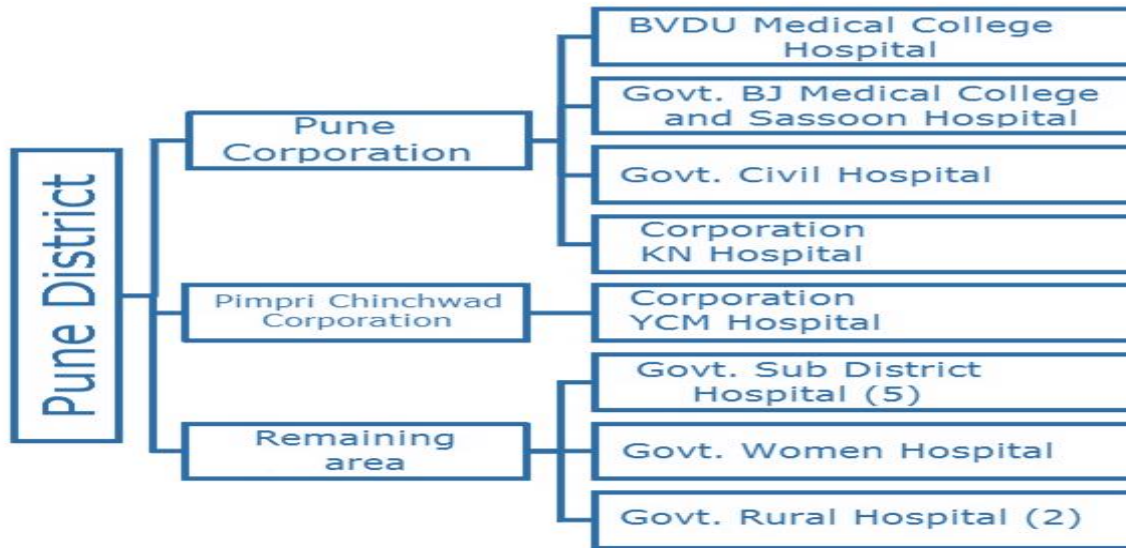 Pune District
Pune
Corporation
BVDU Medical College
Hospital
Govt. BJ Medical College
and Sassoon Hospital
Govt. Civil Hospital
Corporation
KN Hospital
Pimpri Chinchwad
Corporation
Corporation
YCM Hospital
Remaining
area
Govt. Sub District
Hospital (5)
Govt. Women Hospital
Govt. Rural Hospital (2)